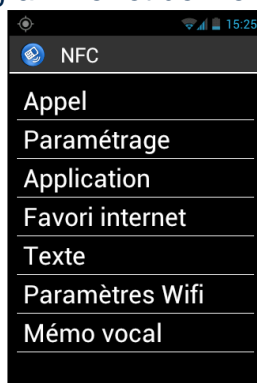 15:25
NFC
Appel
Paramétrage
Application
Favori internet
Texte
Paramètres Wifi
Mémo vocal